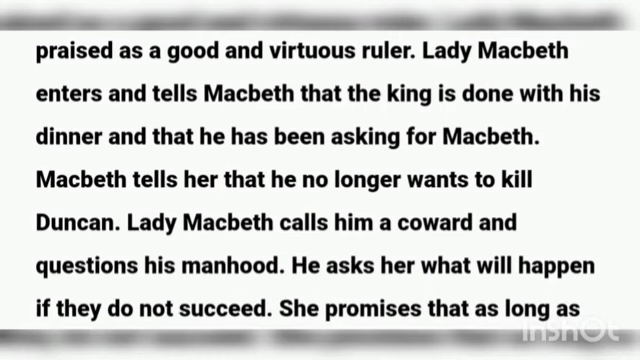 praised as a good and virtuous ruler. Lady Macbeth
enters and tells Macbeth that the king is done with his
dinner and that he has been asking for Macbeth.
Macbeth tells her that he no longer wants to kill
Duncan. Lady Macbeth calls him a coward and
questions his manhood. He asks her what will happen
if they do not succeed. She promises that as long as
InShOt